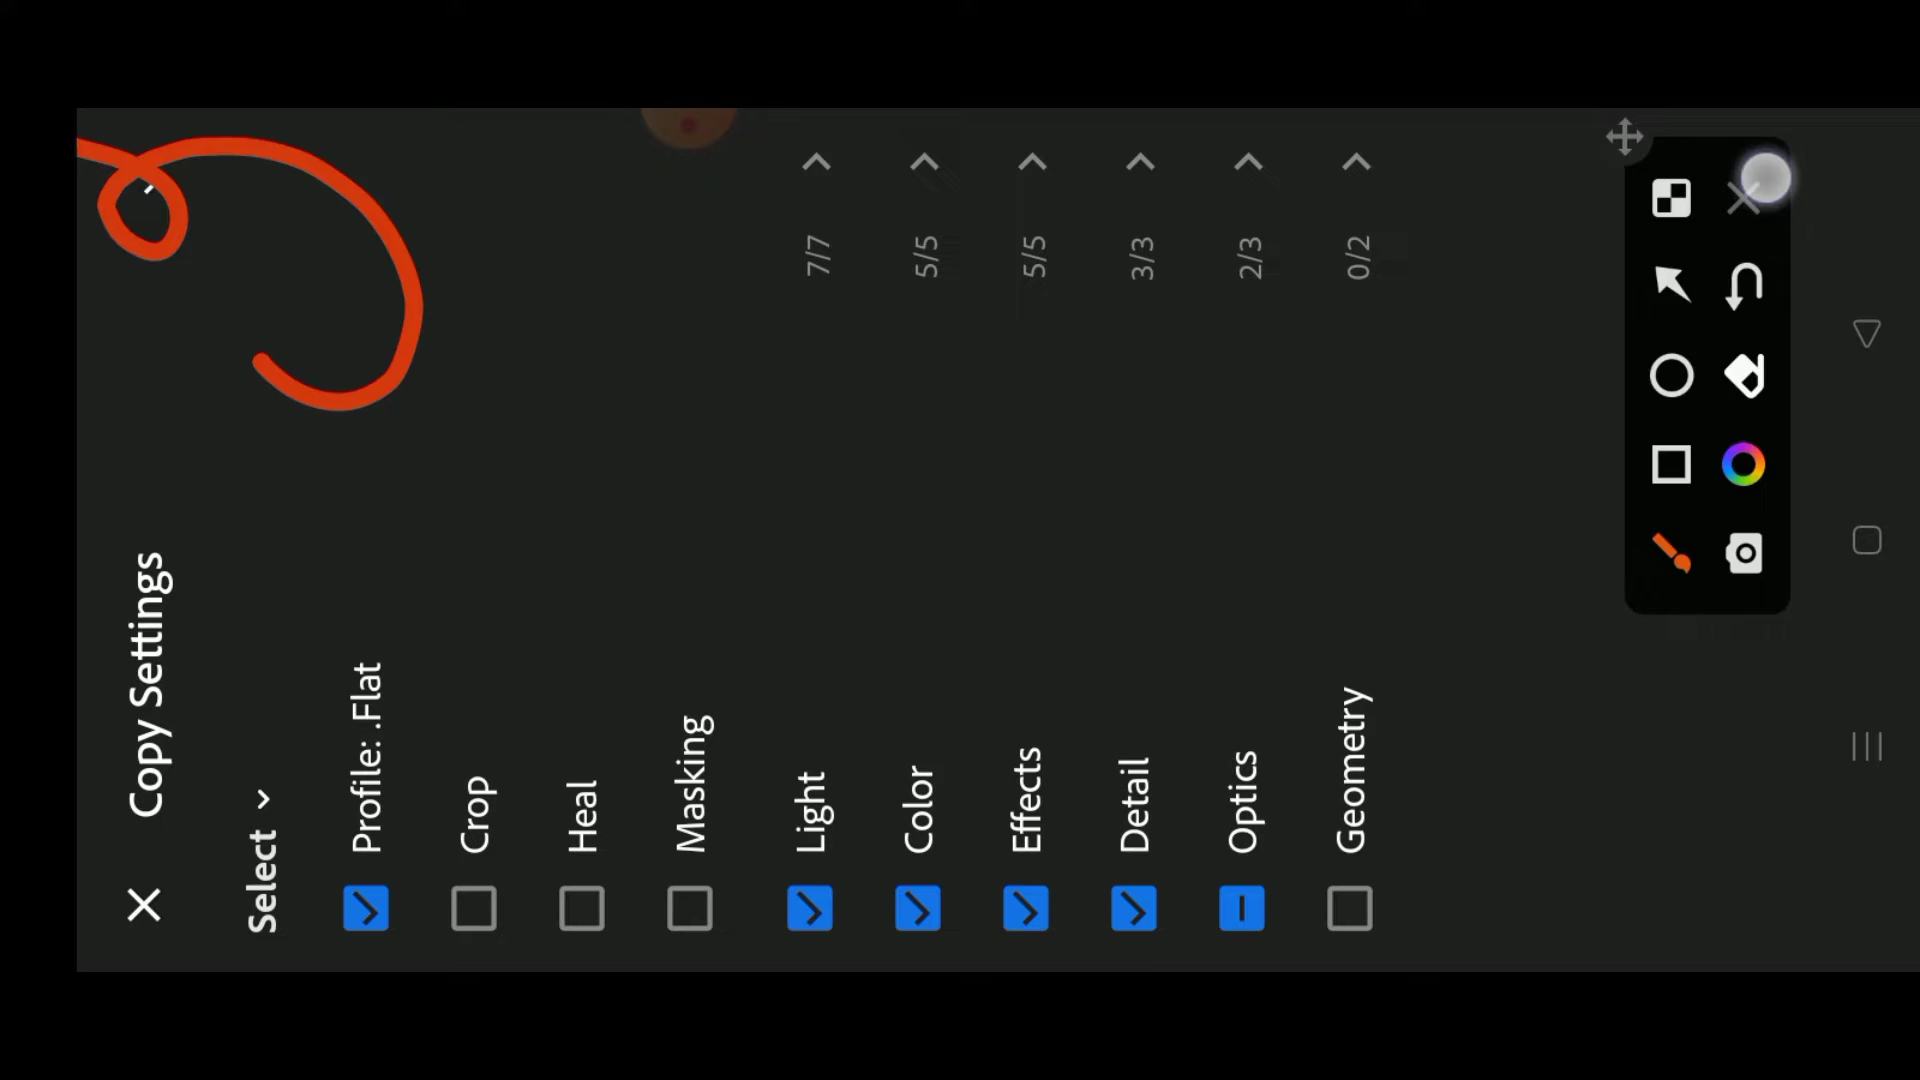 Copy Settings
Select
Profile: .Flat
Crop
Heal
Masking
Light 7/7
Color 5/5
Effects 5/5
Detail 3/3
Optics 2/3
Geometry 0/2